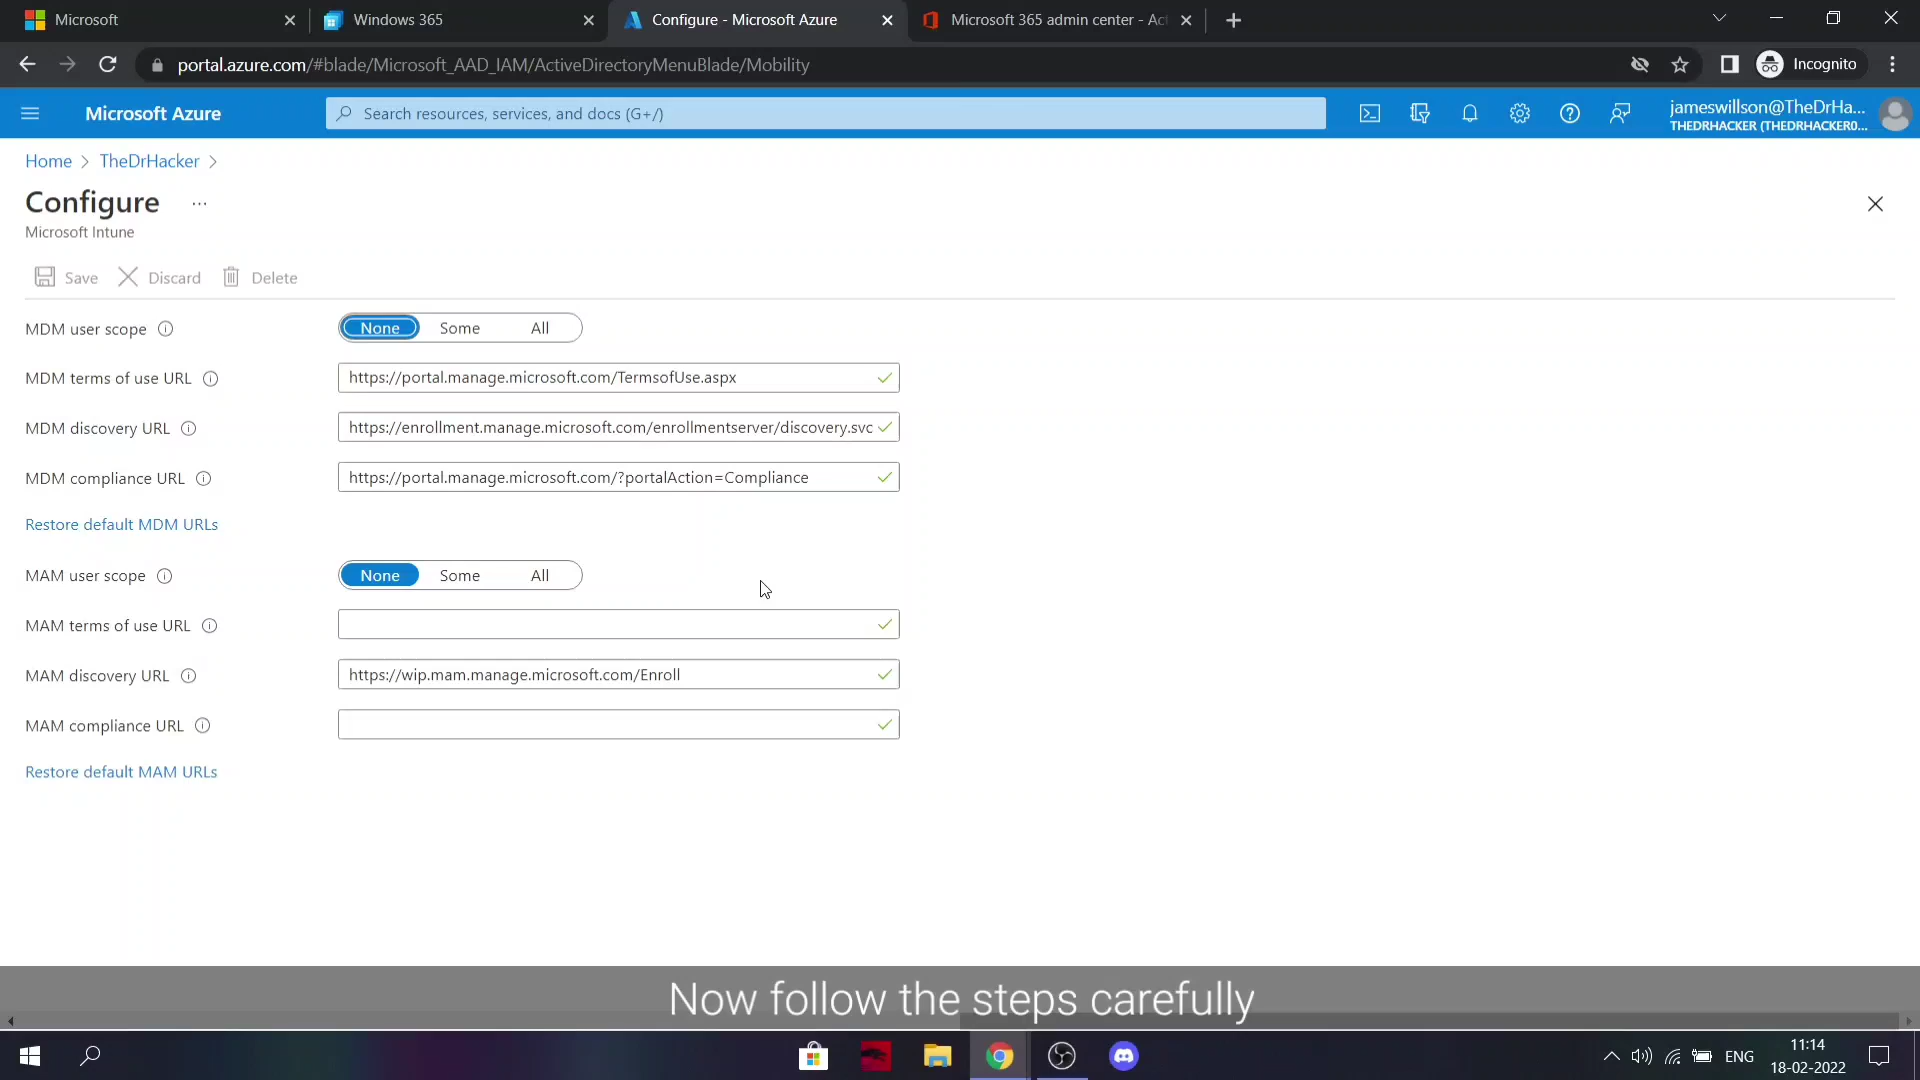 Microsoft
Windows 365
Configure - Microsoft Azure
Microsoft 365 admin center - Act
portal.azure.com/#blade/Microsoft_AAD_IAM/ActiveDirectoryMenuBlade/Mobility
Incognito
Microsoft Azure
Search resources, services, and docs (G+/)
jameswillson@TheDrHa...
THEDRHACKER (THEDRHACKER0...
Home > TheDrHacker >
Configure ...
Microsoft Intune
Save
Discard
Delete
MDM user scope
None Some All
MDM terms of use URL
https://portal.manage.microsoft.com/TermsofUse.aspx
MDM discovery URL
https://enrollment.manage.microsoft.com/enrollmentserver/discovery.svc
MDM compliance URL
https://portal.manage.microsoft.com/?portalAction=Compliance
Restore default MDM URLs
MAM user scope
None Some All
MAM terms of use URL
MAM discovery URL
https://wip.mam.manage.microsoft.com/Enroll
MAM compliance URL
Restore default MAM URLs
Now follow the steps carefully
ENG
11:14
18-02-2022